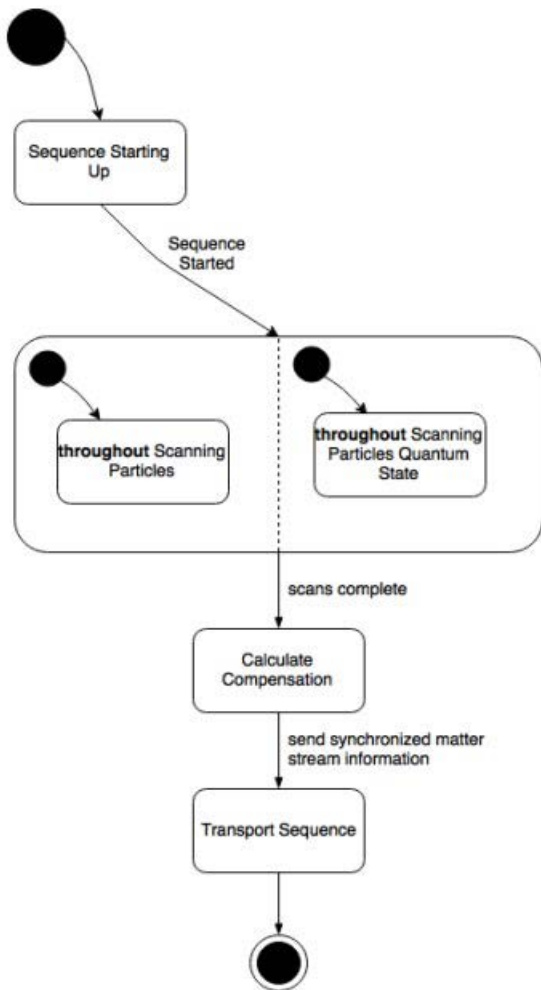 Sequence Starting
Up
Sequence
Started
throughout Scanning
Particles
throughout Scanning
Particles Quantum
State
scans complete
Calculate
Compensation
send synchronized matter
stream information
Transport Sequence